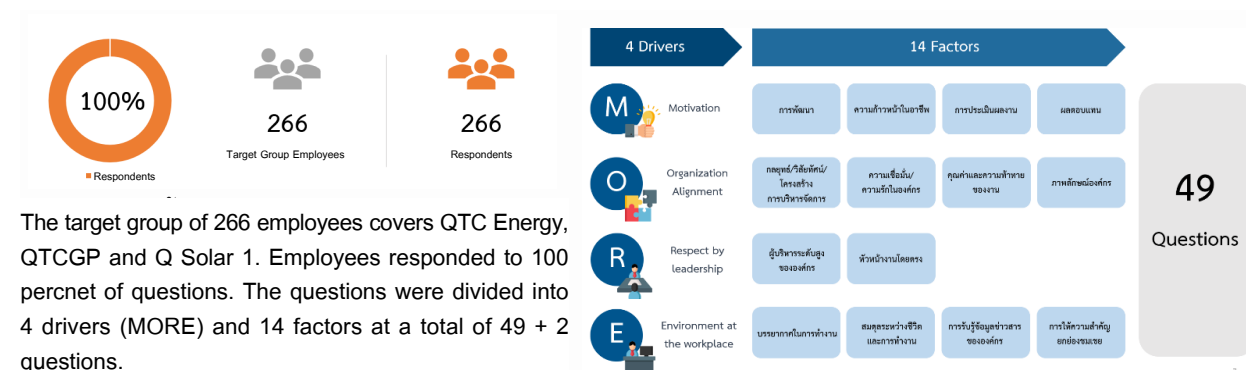 100%
266
Target Group Employees
266
Respondents
Respondents
The target group of 266 employees covers QTC Energy,
QTCGP and Q Solar 1. Employees responded to 100
percnet of questions. The questions were divided into
4 drivers (MORE) and 14 factors at a total of 49 + 2
questions.
4 Drivers
14 Factors
M
Motivation
การพัฒนา
ความก้าวหน้าในอาชีพ
การประเมินผลงาน
ผลตอบแทน
O
Organization
Alignment
กลยุทธ์/วิสัยทัศน์/
โครงสร้าง
การบริหารจัดการ
ความเชื่อมั่น/
ความรักในองค์กร
คุณค่าและความท้าทาย
ของงาน
ภาพลักษณ์องค์กร
R
Respect by
leadership
ผู้บริหารระดับสูง
ขององค์กร
หัวหน้างานโดยตรง
E
Environment at
the workplace
บรรยากาศในการทำงาน
สมดุลระหว่างชีวิต
และการทำงาน
การรับรู้ข้อมูลข่าวสาร
ขององค์กร
การให้ความสำคัญ
ยกย่องชมเชย
49
Questions